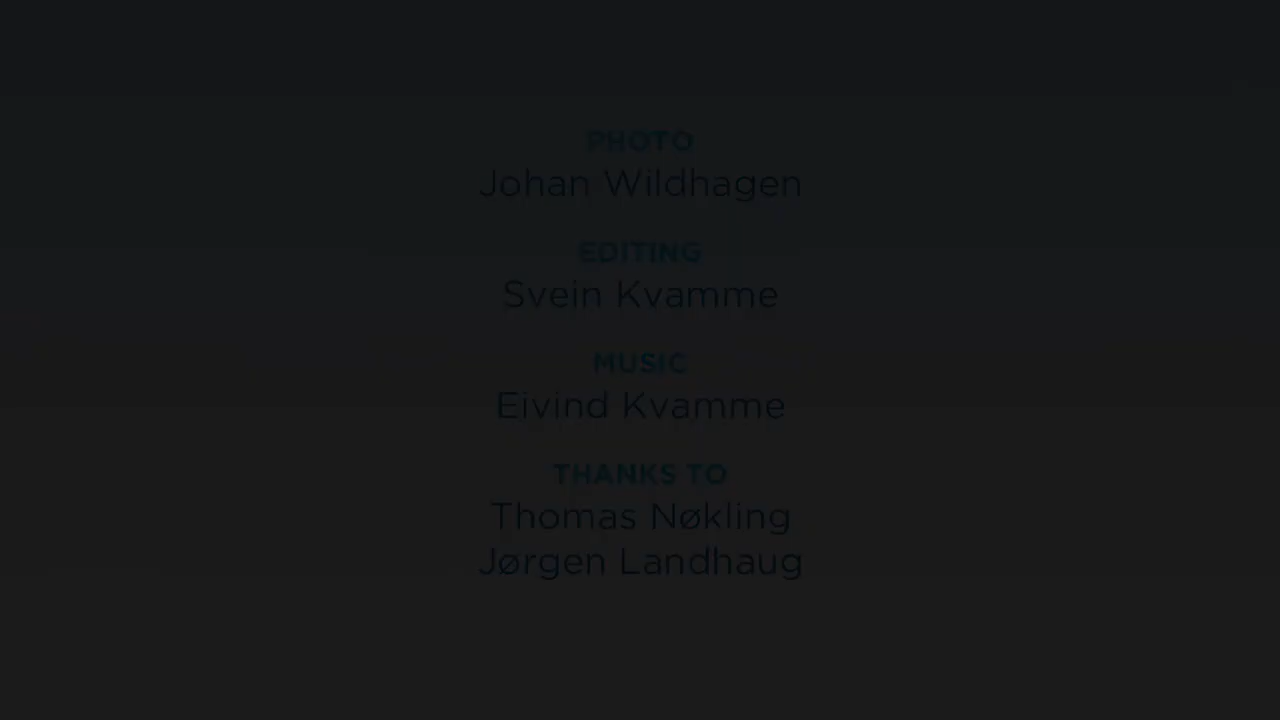 PHOTO
Johan Wildhagen
EDITING
Svein Kvamme
MUSIC
Eivind Kvamme
THANKS TO
Thomas Nøkling
Jørgen Landhaug